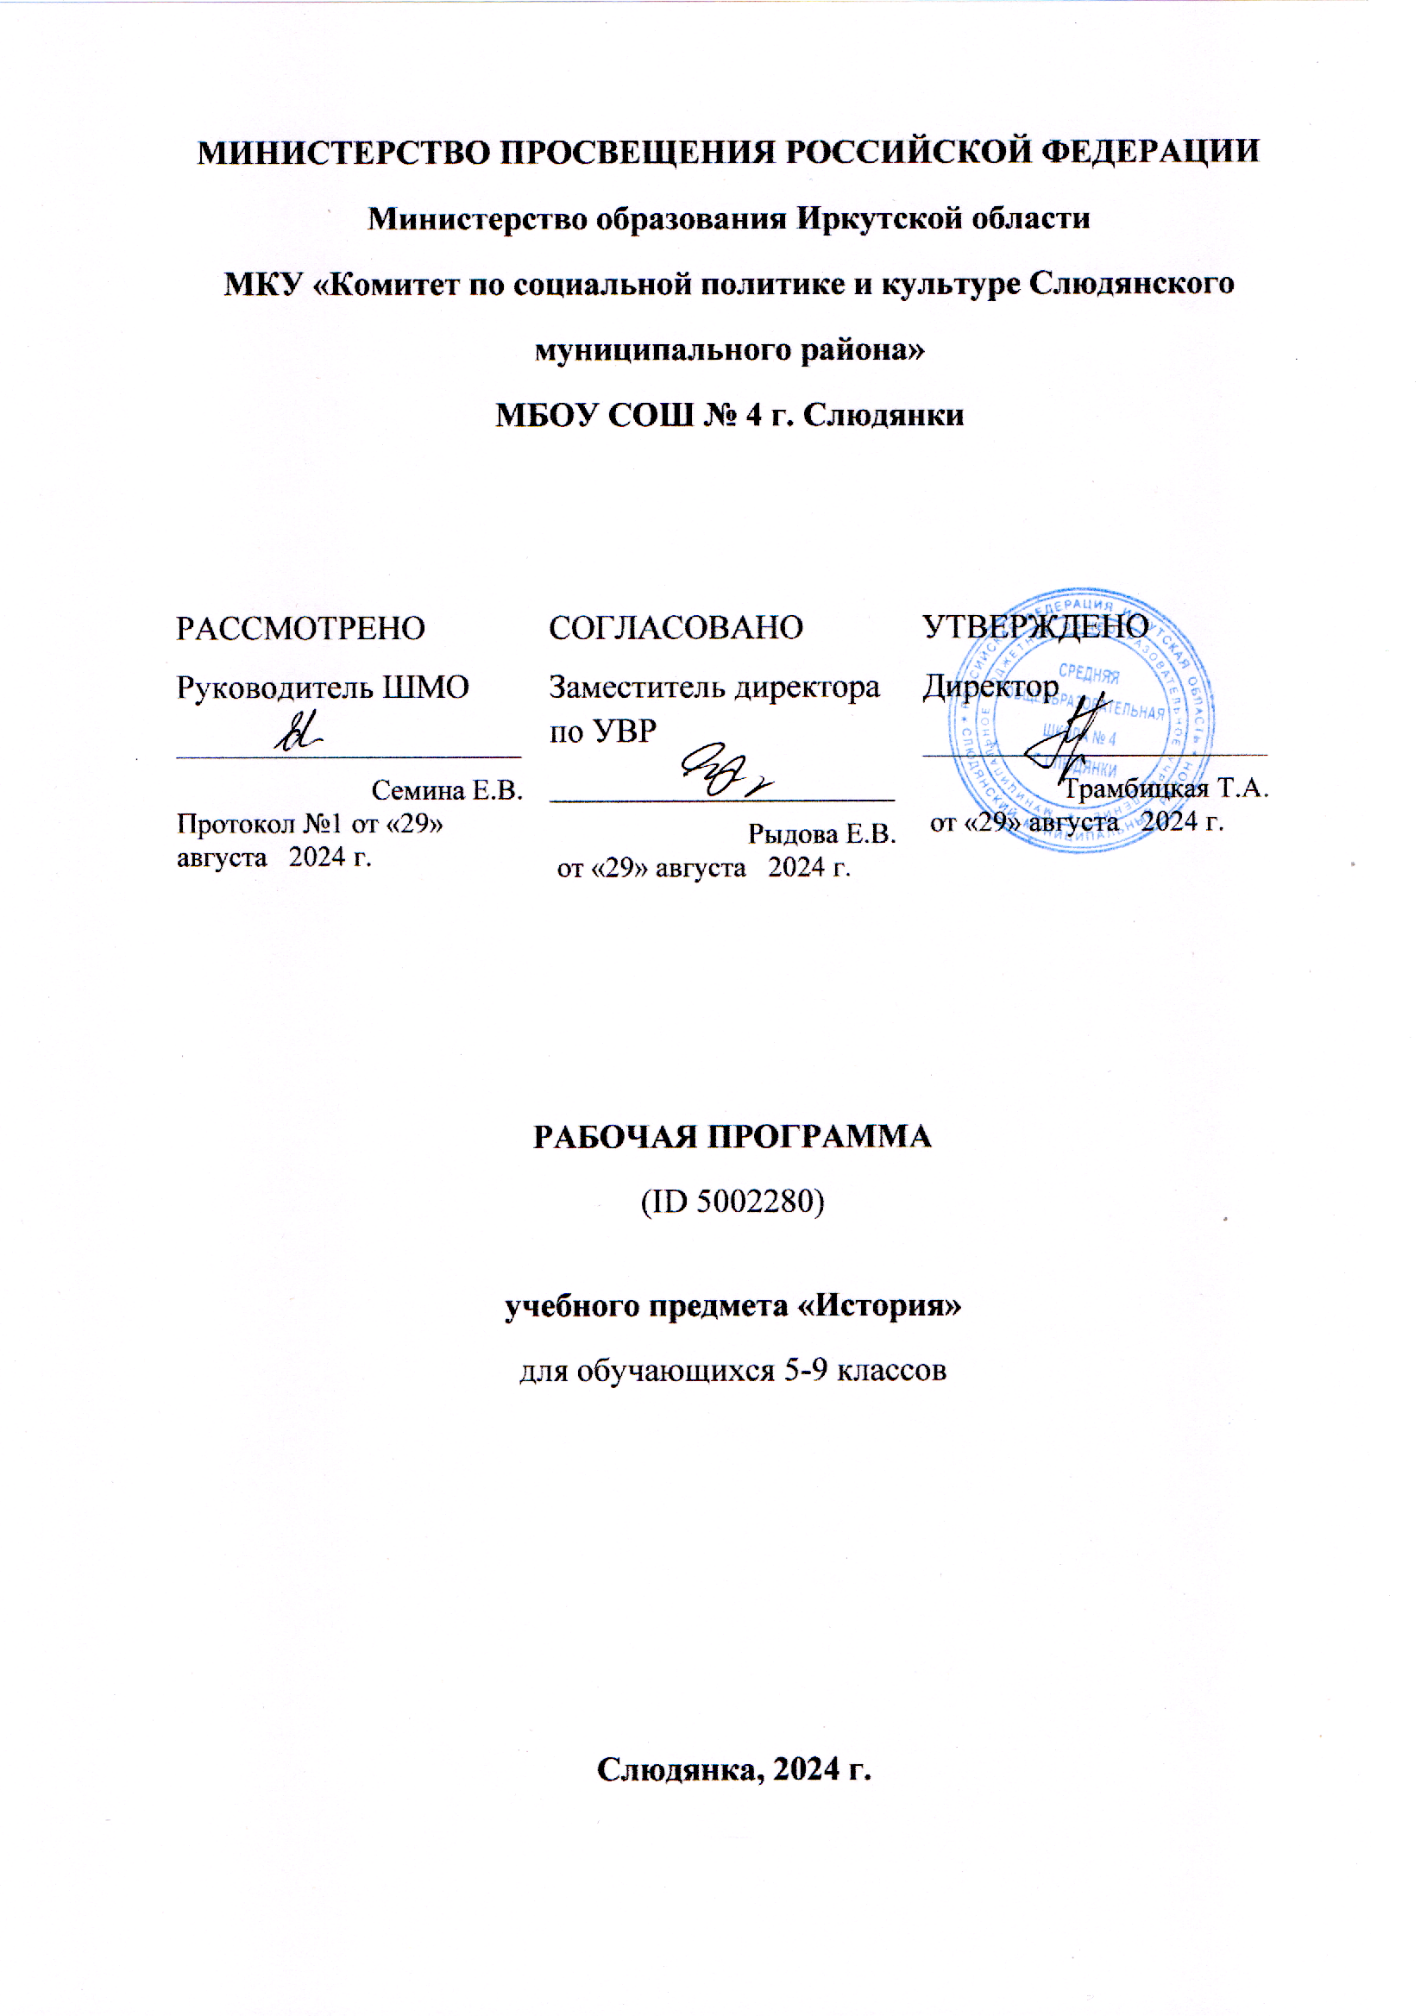 МИНИСТЕРСТВО ПРОСВЕЩЕНИЯ РОССИЙСКОЙ ФЕДЕРАЦИИ
Министерство образования Иркутской области
МКУ «Комитет по социальной политике и культуре Слюдянского
муниципального района»
МБОУ СОШ № 4 г. Слюдянки
РАССМОТРЕНО
Руководитель ШМО
Семина Е.В.
Протокол №1 от «29»
августа 2024 г.
СОГЛАСОВАНО
Заместитель директора
по УВР
Рыдова Е.В.
от «29» августа 2024 г.
УТВЕРЖДЕНО
Директор
Трамбицкая Т.А.
от «29» августа 2024 г.
СРЕДНЯЯ
№ 4
РАБОЧАЯ ПРОГРАММА
(ID 5002280)
учебного предмета «История»
для обучающихся 5-9 классов
Слюдянка, 2024 г.